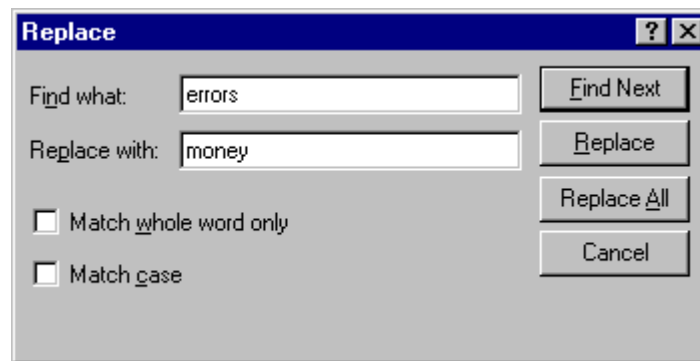 Replace
Find what: errors
Find Next
Replace with: money
Replace
Match whole word only
Replace All
Match case
Cancel